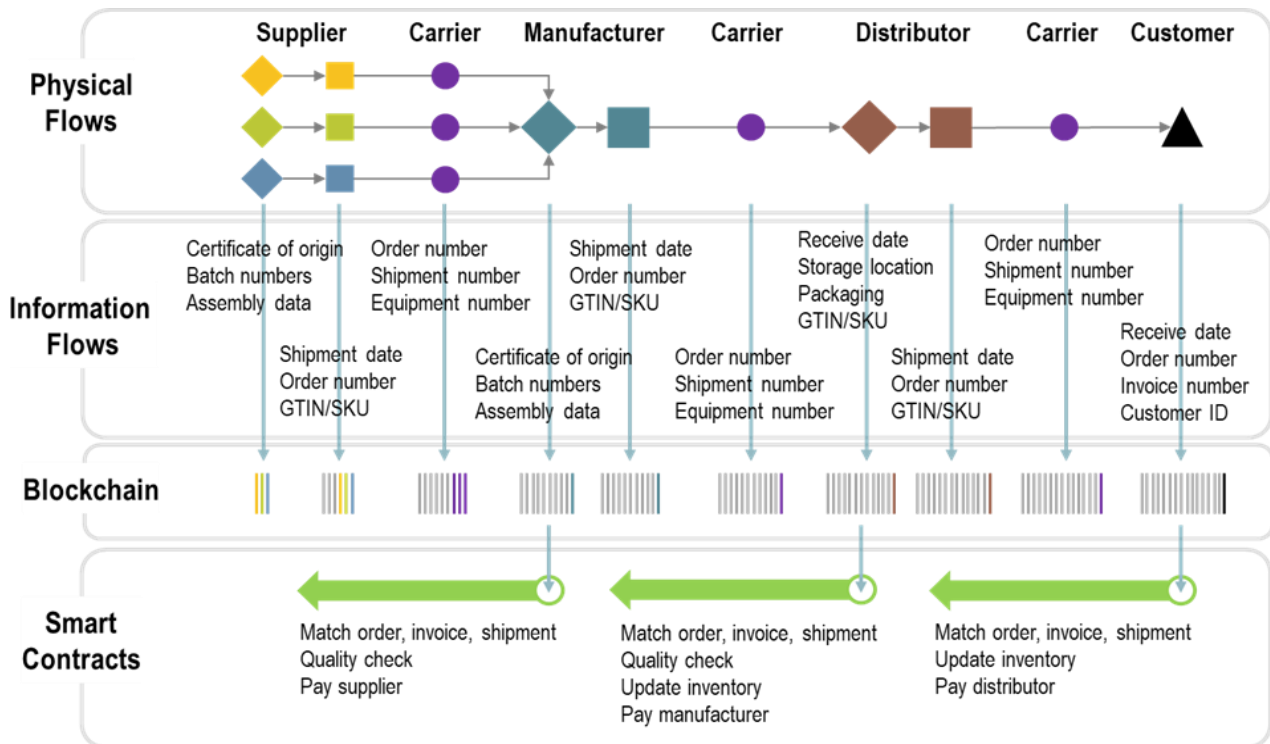 Supplier
Carrier
Manufacturer
Carrier
Distributor
Carrier
Customer
Physical
Flows
Information
Flows
Certificate of origin
Batch numbers
Assembly data
Shipment date
Order number
GTIN/SKU
Order number
Shipment number
Equipment number
Certificate of origin
Batch numbers
Assembly data
Shipment date
Order number
GTIN/SKU
Order number
Shipment number
Equipment number
Receive date
Storage location
Packaging
GTIN/SKU
Shipment date
Order number
GTIN/SKU
Order number
Shipment number
Equipment number
Receive date
Order number
Invoice number
Customer ID
Blockchain
Smart
Contracts
Match order, invoice, shipment
Quality check
Pay supplier
Match order, invoice, shipment
Quality check
Update inventory
Pay manufacturer
Match order, invoice, shipment
Update inventory
Pay distributor